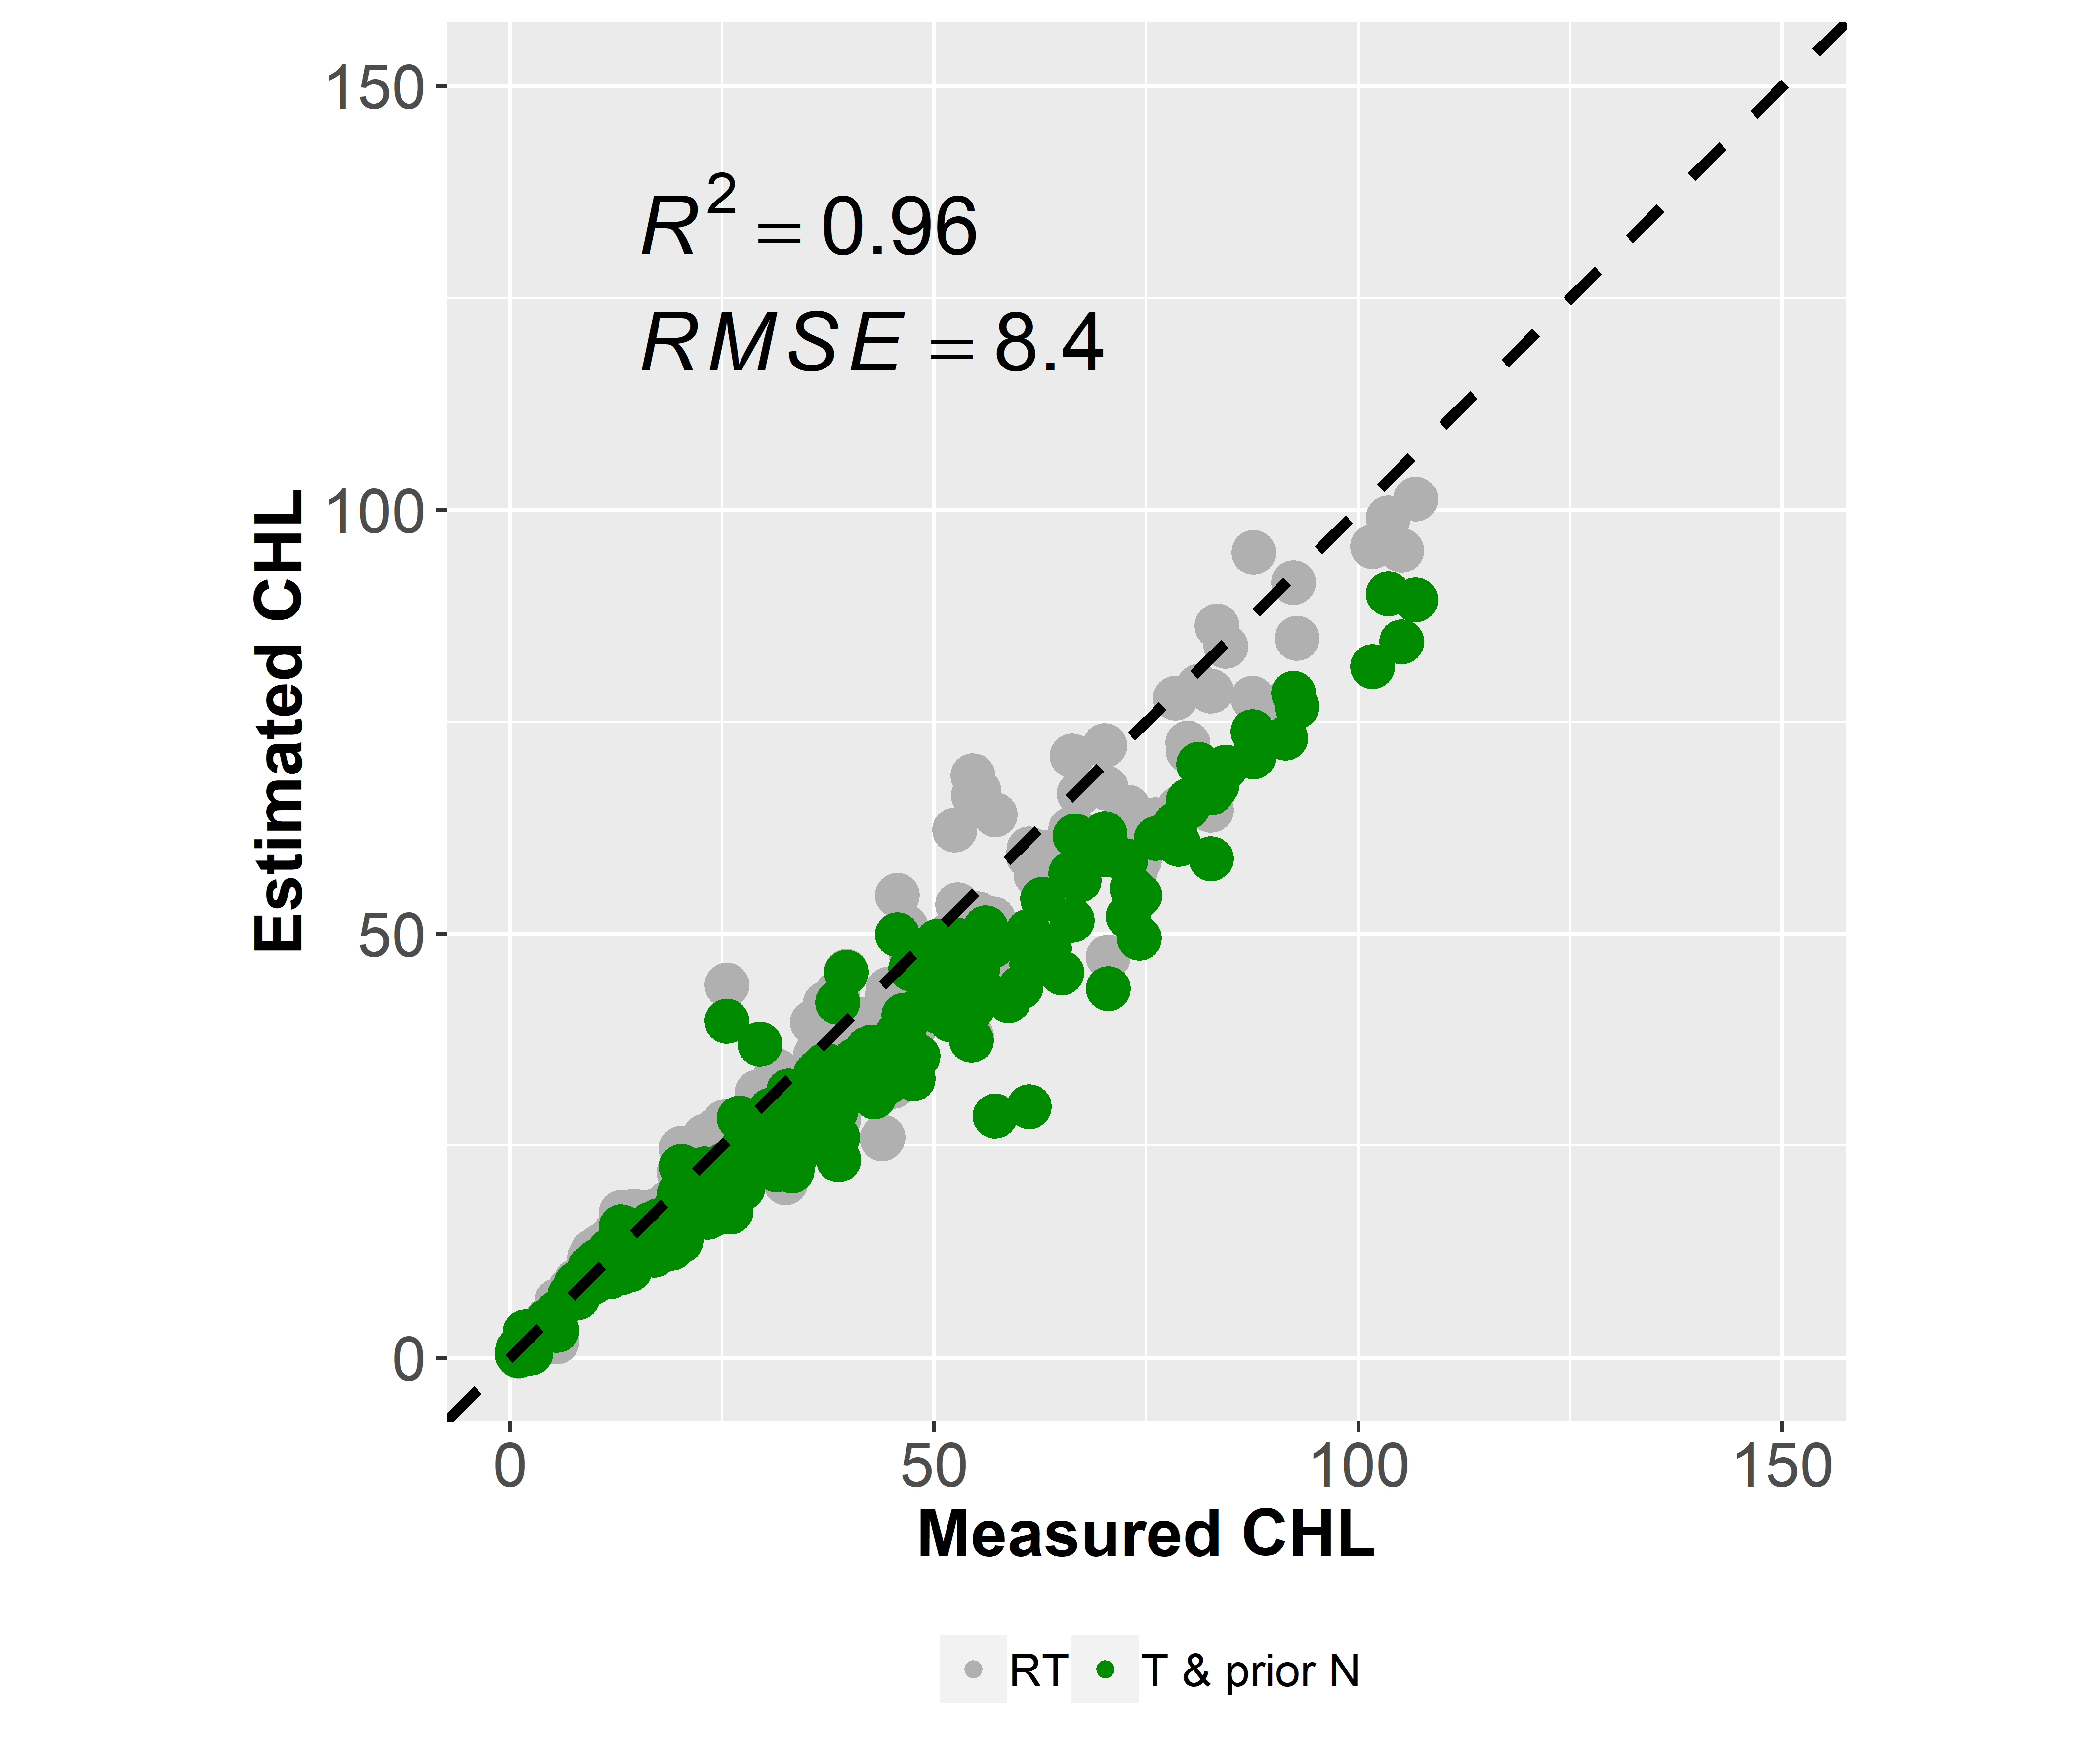 150
R² = 0.96
RMSE = 8.4
100
Estimated CHL
50
0
0 50 100 150
Measured CHL
RT T & prior N